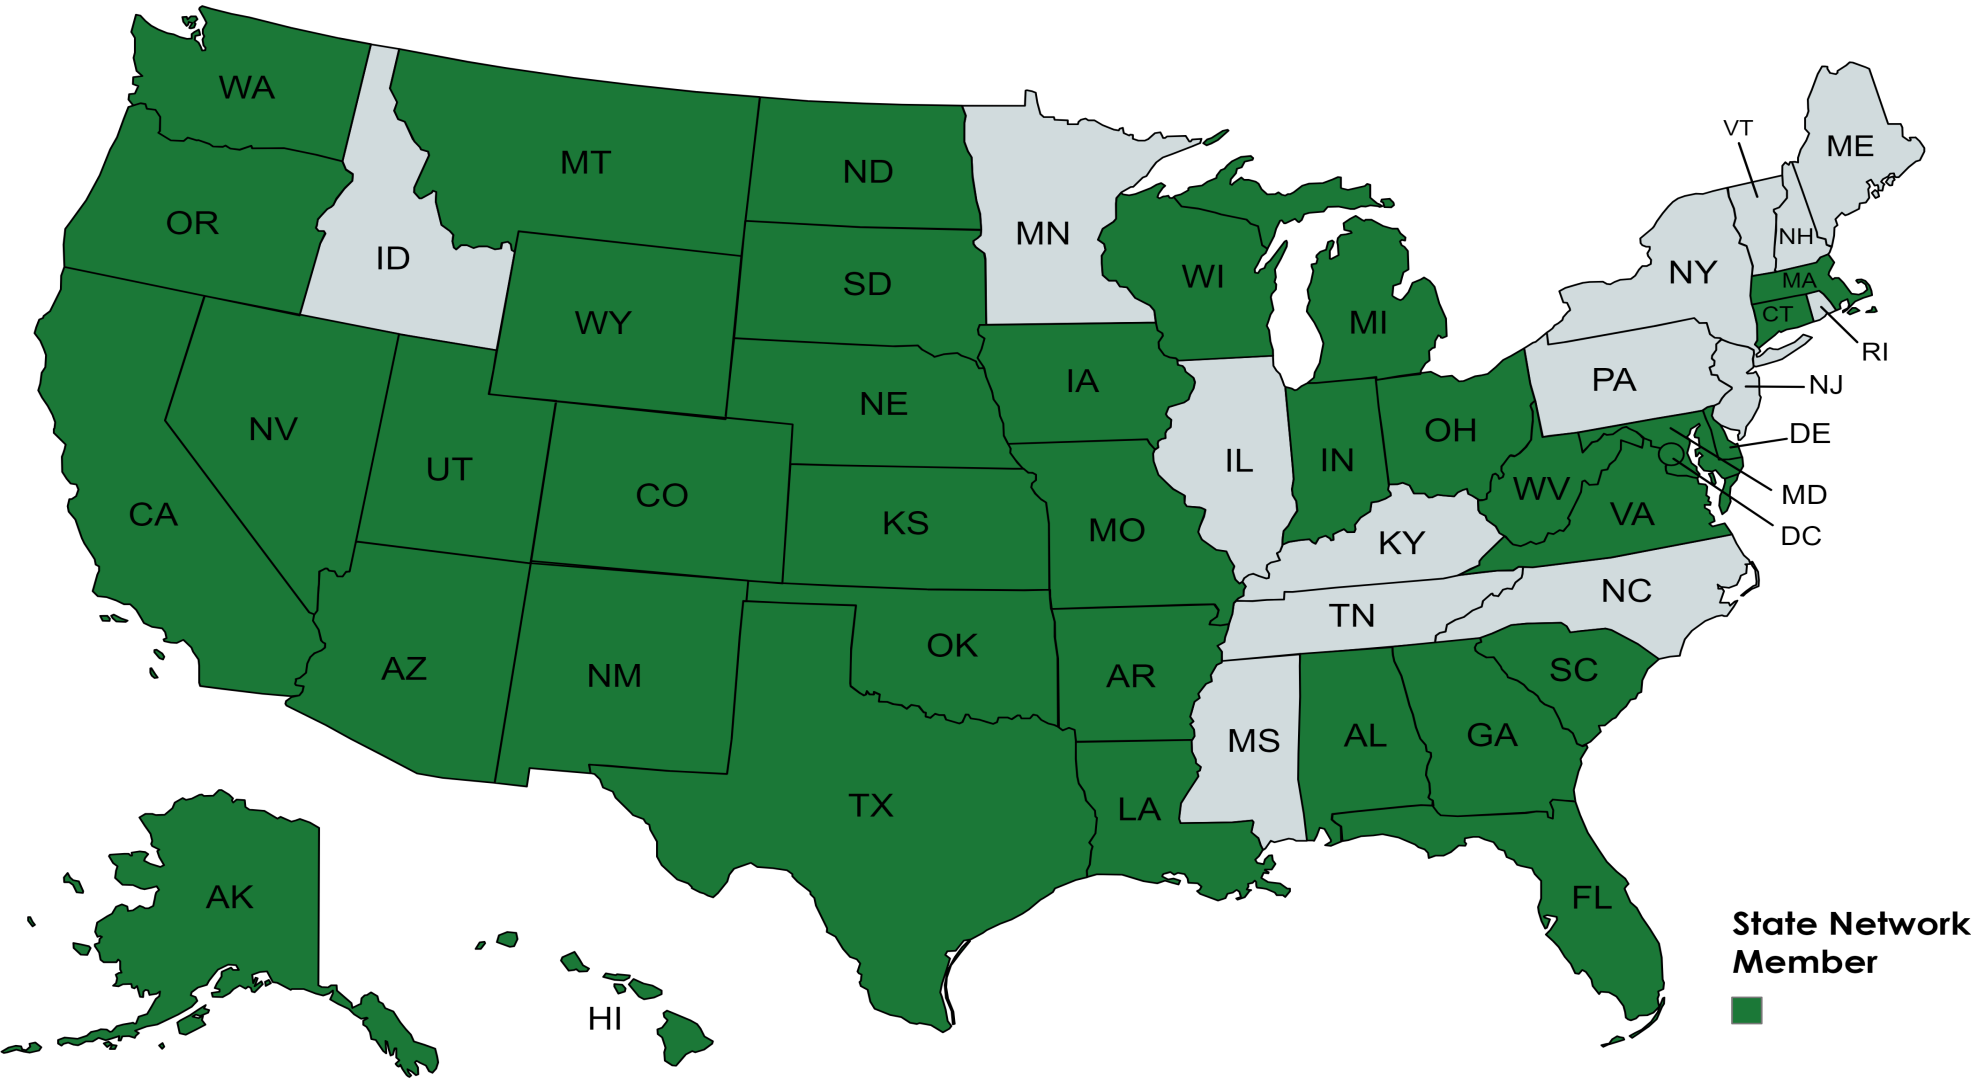 WA
MT
ND
MN
VT
ME
OR
ID
SD
WI
NH
NY
MA
WY
MI
CT
RI
IA
PA
NJ
NE
NV
OH
DE
UT
IL
IN
CO
WV
MD
CA
KS
MO
VA
DC
KY
NC
TN
OK
AZ
NM
AR
SC
MS
AL
GA
TX
LA
AK
FL
HI
State Network
Member